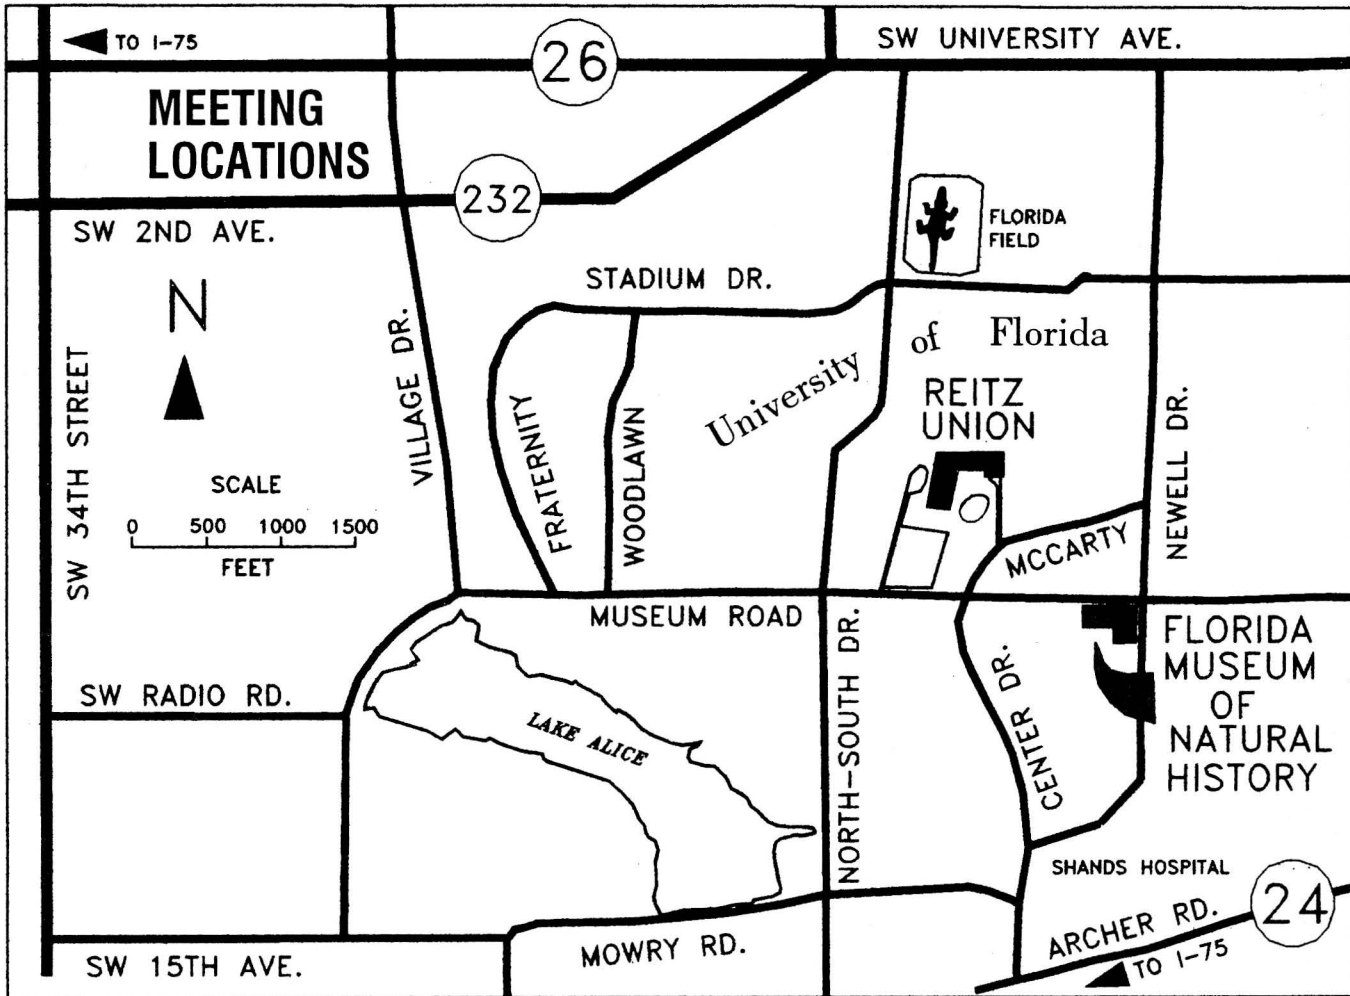 TO I-75
26
SW UNIVERSITY AVE.
MEETING
LOCATIONS
232
SW 2ND AVE.
FLORIDA
FIELD
N
STADIUM DR.
University of Florida
SW 34TH STREET
VILLAGE DR.
FRATERNITY
WOODLAWN
REITZ
UNION
NEWELL DR.
SCALE
0 500 1000 1500
FEET
MCCARTY
MUSEUM ROAD
FLORIDA
MUSEUM
OF
NATURAL
HISTORY
SW RADIO RD.
LAKE ALICE
NORTH-SOUTH DR.
CENTER DR.
SHANDS HOSPITAL
24
ARCHER RD.
TO I-75
MOWRY RD.
SW 15TH AVE.